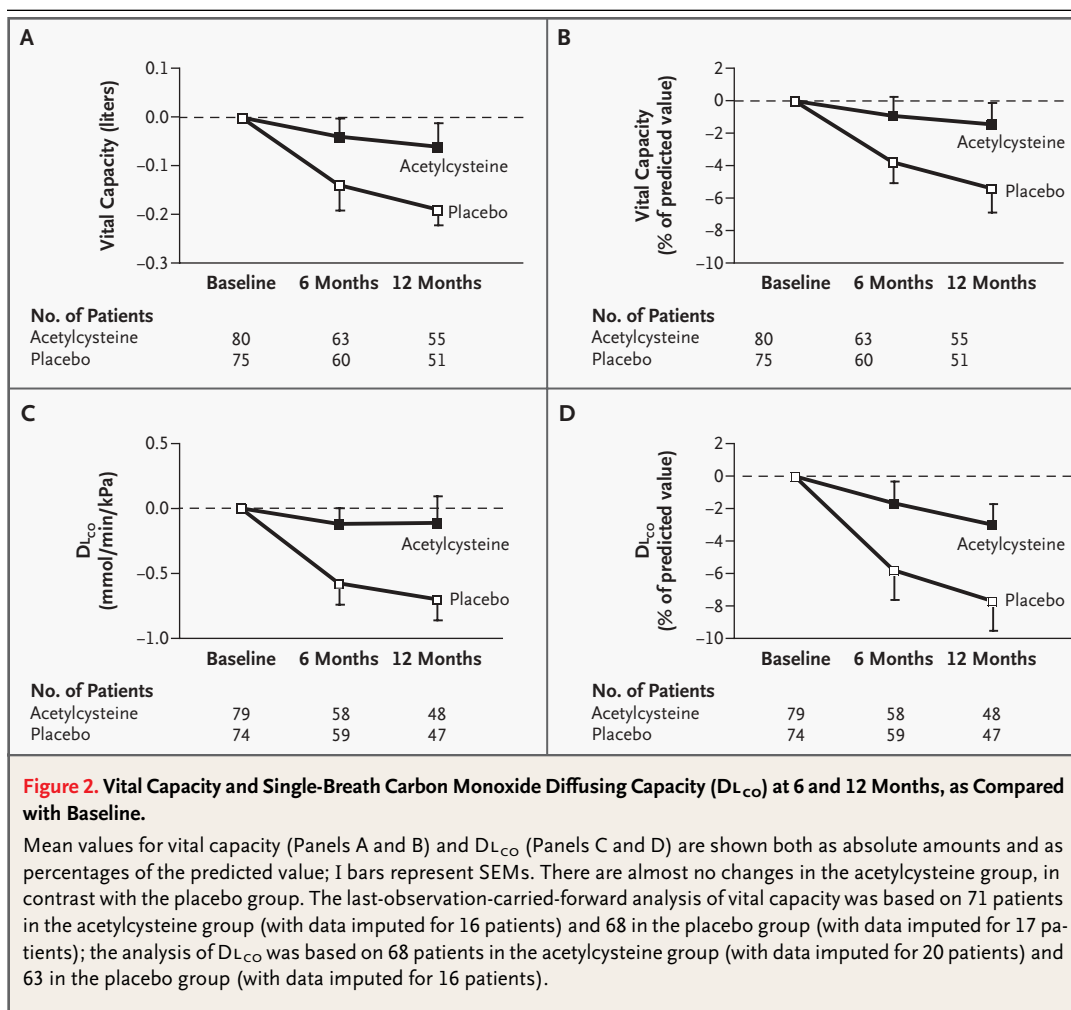 A
Vital Capacity (liters)
0.1
0.0
−0.1
−0.2
−0.3
Acetylcysteine
Placebo
Baseline 6 Months 12 Months
No. of Patients
Acetylcysteine 80 63 55
Placebo 75 60 51
B
Vital Capacity
(% of predicted value)
2
0
−2
−4
−6
−8
−10
Acetylcysteine
Placebo
Baseline 6 Months 12 Months
No. of Patients
Acetylcysteine 80 63 55
Placebo 75 60 51
C
DLCO
(mmol/min/kPa)
0.5
0.0
−0.5
−1.0
Acetylcysteine
Placebo
Baseline 6 Months 12 Months
No. of Patients
Acetylcysteine 79 58 48
Placebo 74 59 47
D
DLCO
(% of predicted value)
2
0
−2
−4
−6
−8
−10
Acetylcysteine
Placebo
Baseline 6 Months 12 Months
No. of Patients
Acetylcysteine 79 58 48
Placebo 74 59 47
Figure 2. Vital Capacity and Single-Breath Carbon Monoxide Diffusing Capacity (DLCO) at 6 and 12 Months, as Compared
with Baseline.
Mean values for vital capacity (Panels A and B) and DLCO (Panels C and D) are shown both as absolute amounts and as
percentages of the predicted value; I bars represent SEMs. There are almost no changes in the acetylcysteine group, in
contrast with the placebo group. The last-observation-carried-forward analysis of vital capacity was based on 71 patients
in the acetylcysteine group (with data imputed for 16 patients) and 68 in the placebo group (with data imputed for 17 pa-
tients); the analysis of DLCO was based on 68 patients in the acetylcysteine group (with data imputed for 20 patients) and
63 in the placebo group (with data imputed for 16 patients).